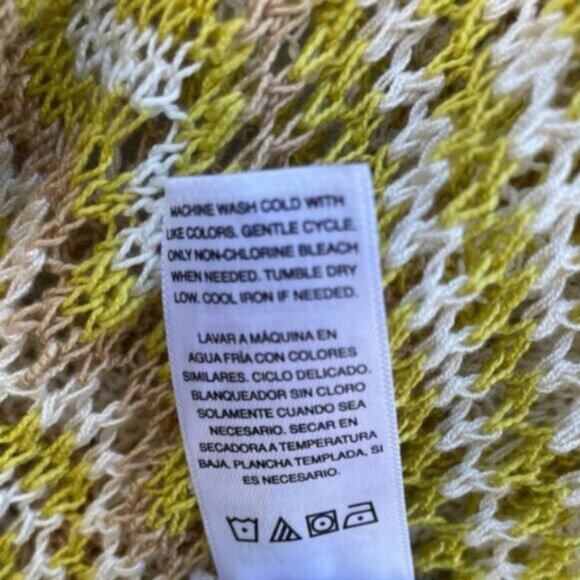 MACHINE WASH COLD WITH
LIKE COLORS. GENTLE CYCLE.
ONLY NON-CHLORINE BLEACH
WHEN NEEDED. TUMBLE DRY
LOW. COOL IRON IF NEEDED.
LAVAR A MÁQUINA EN
AGUA FRÍA CON COLORES
SIMILARES. CICLO DELICADO.
BLANQUEADOR SIN CLORO
SOLAMENTE CUANDO SEA
NECESARIO. SECAR EN
SECADORA A TEMPERATURA
BAJA. PLANCHA TEMPLADA, SI
ES NECESARIO.